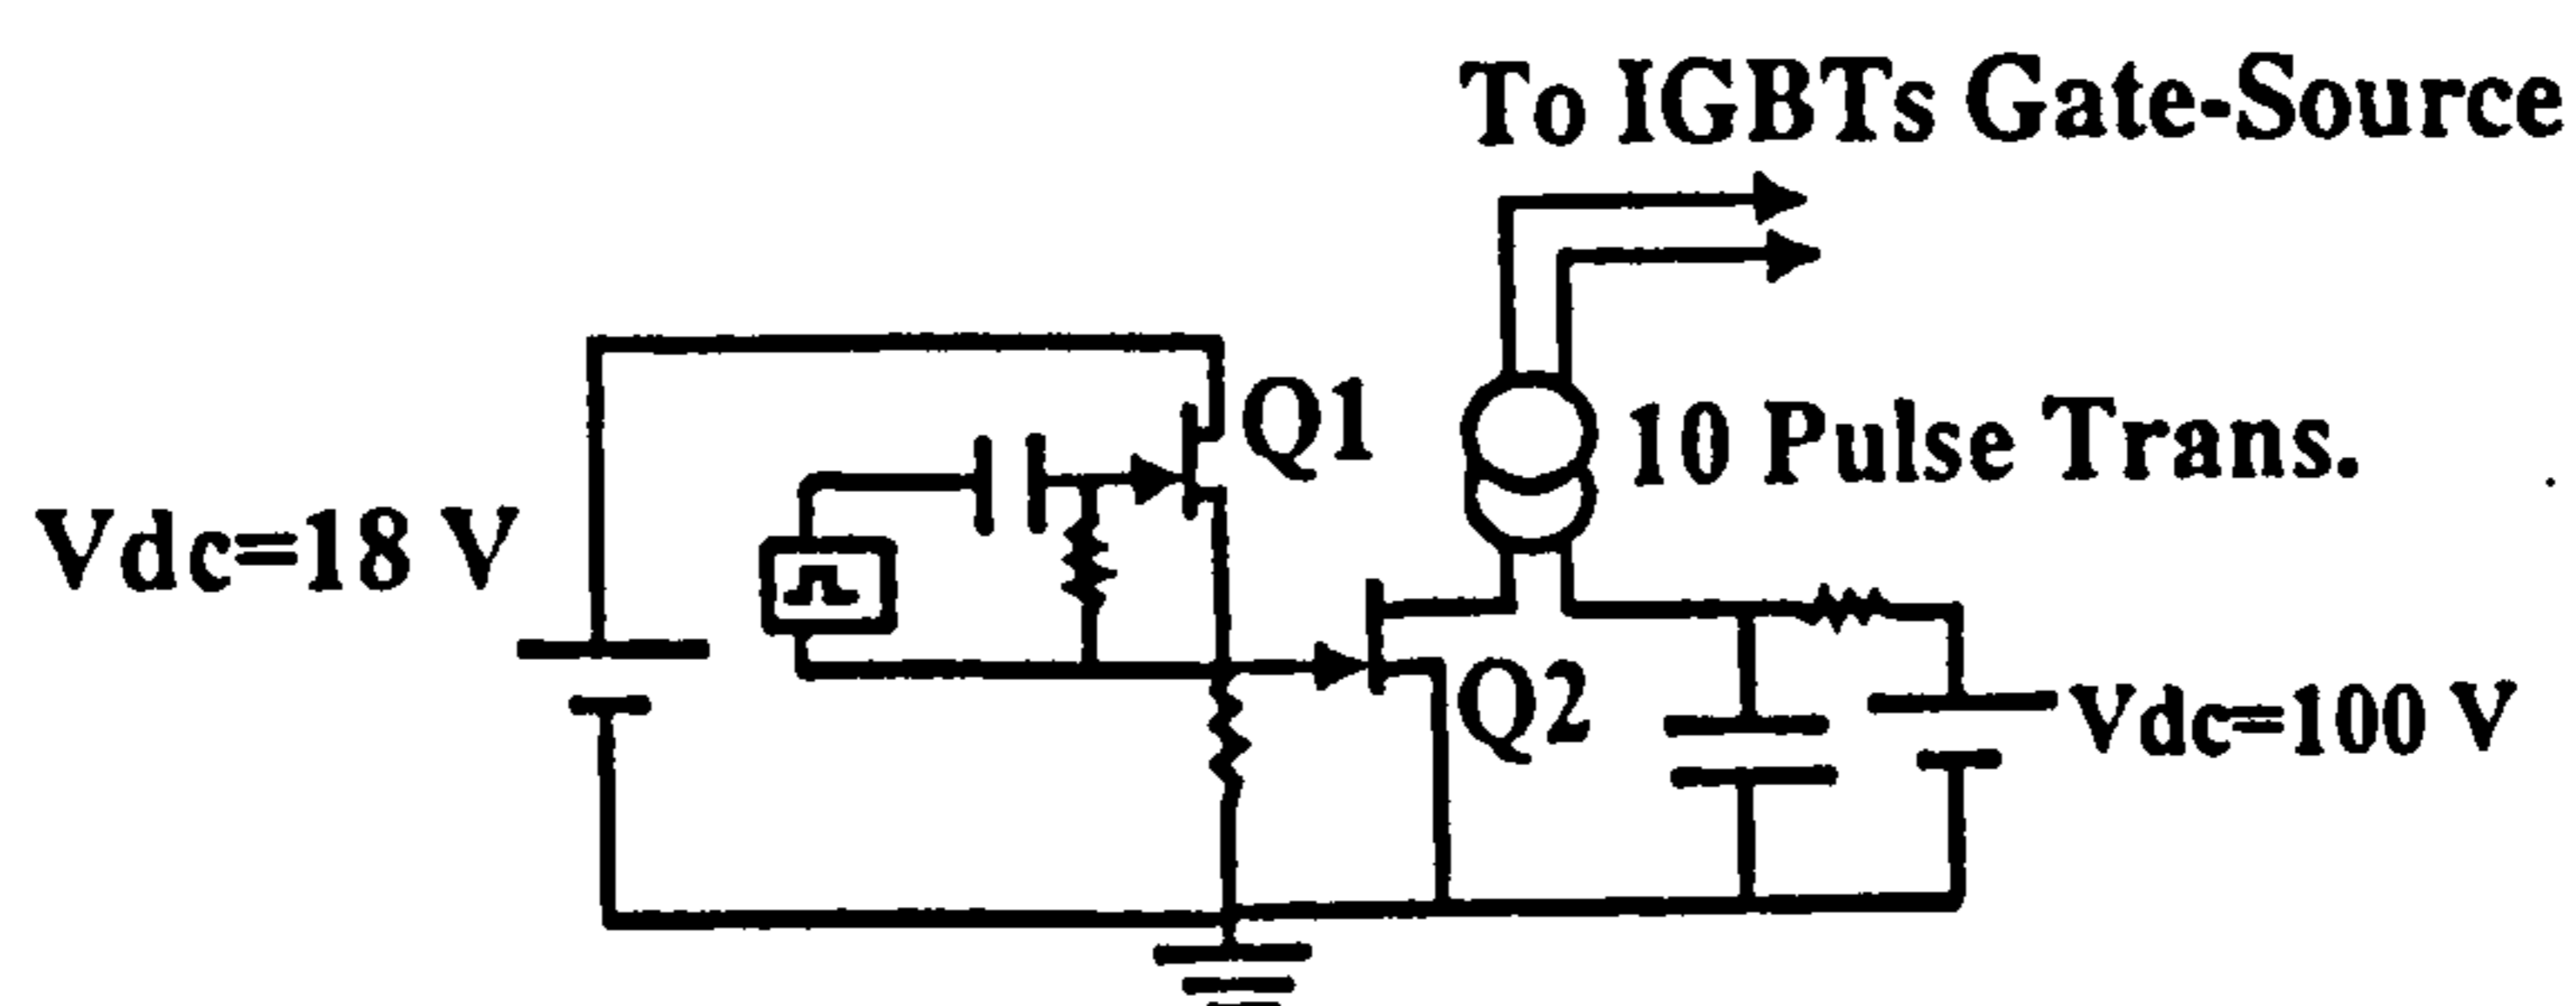 To IGBTs Gate-Source
Q1
10 Pulse Trans.
Vdc=18 V
Q2
Vdc=100 V